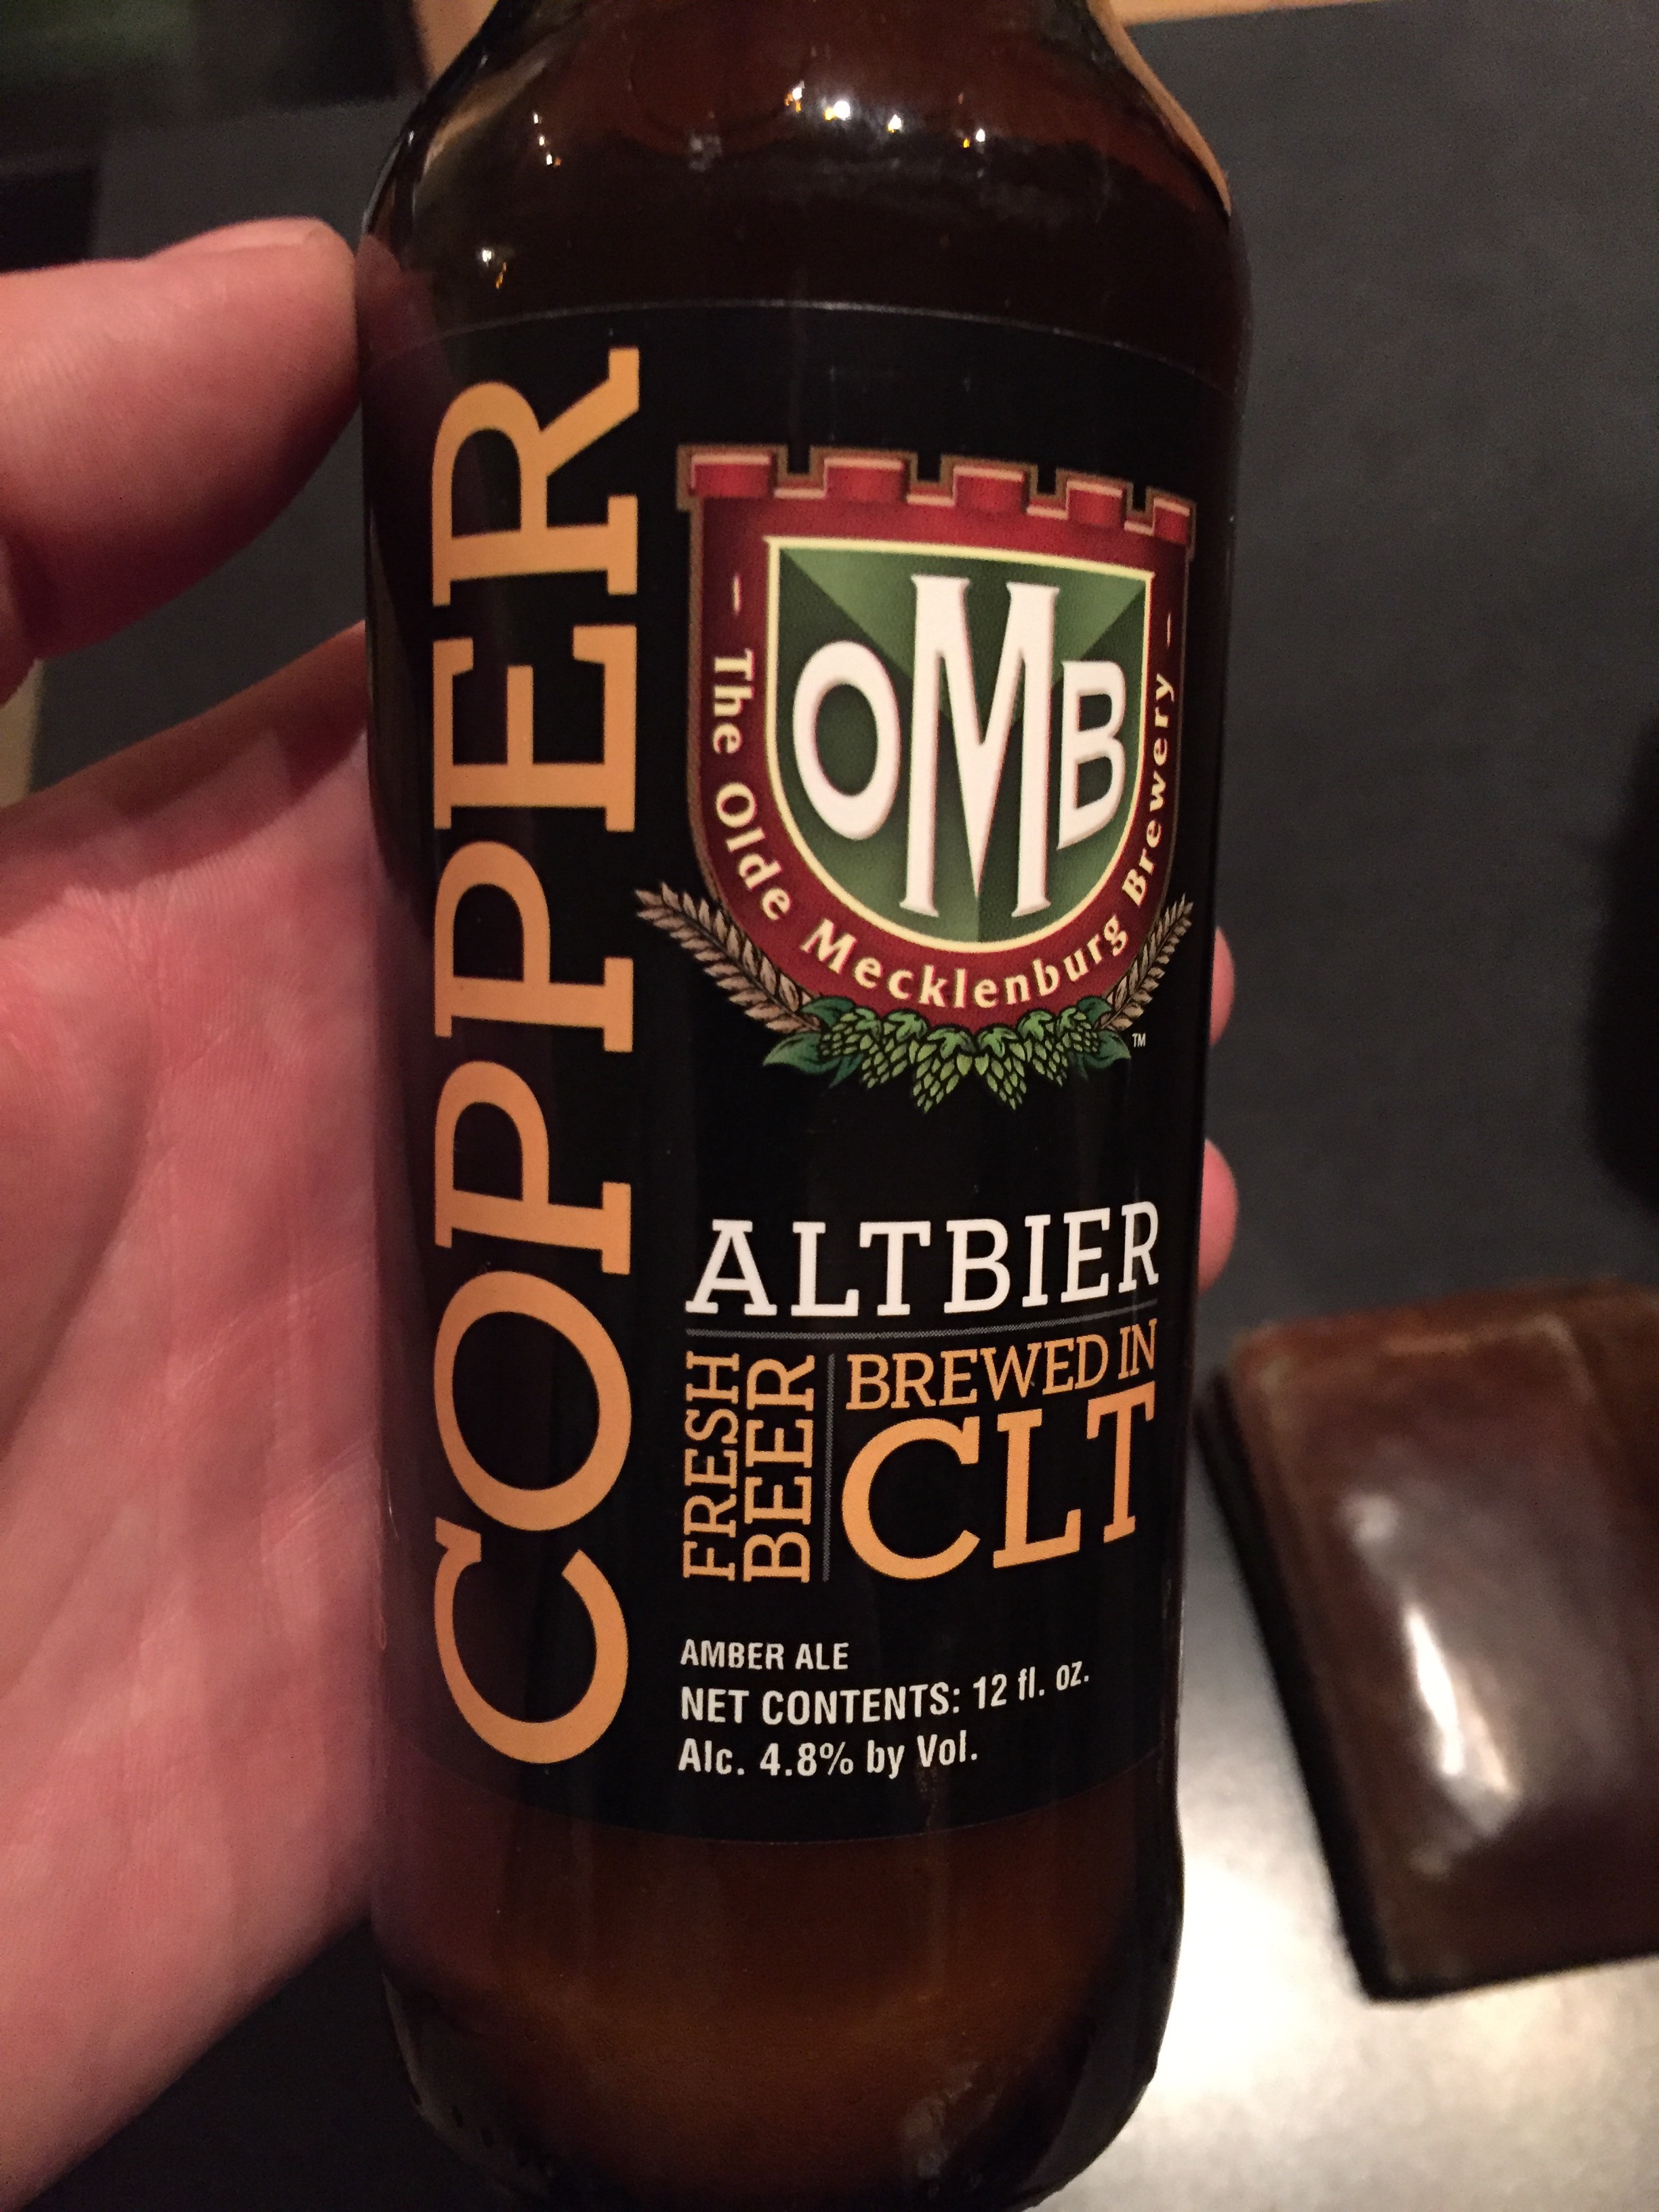 COPPER
OMB
- The Olde Mecklenburg Brewery -
TM
ALTBIER
FRESH
BEER
BREWED IN
CLT
AMBER ALE
NET CONTENTS: 12 fl. oz.
Alc. 4.8% by Vol.